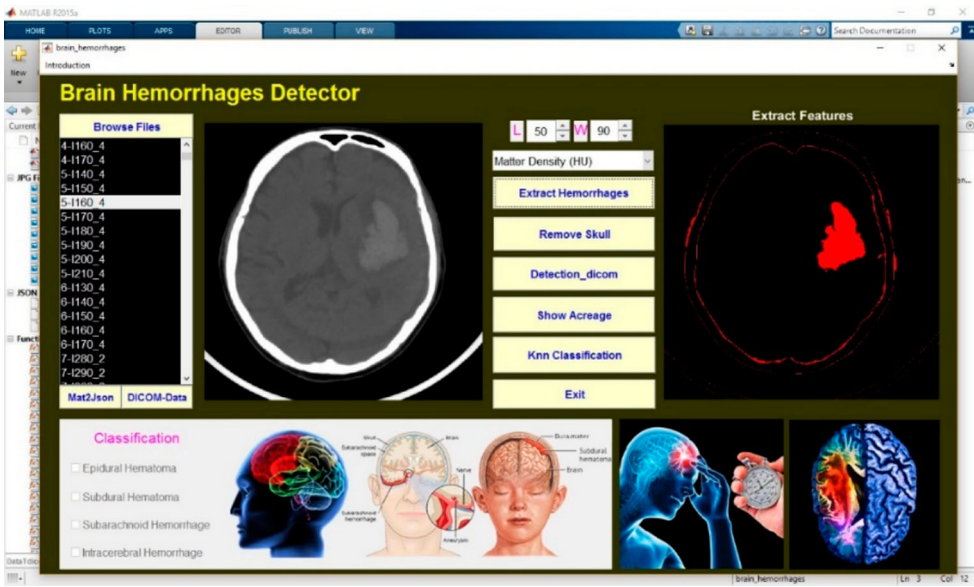 MATLAB R2015a
HOME PLOTS APPS EDITOR PUBLISH VIEW
Search Documentation
brain_hemorrhages
New
Introduction
Brain Hemorrhages Detector
Current
JPG Fi
JSON
Functi
Browse Files
4-I160_4
4-I170_4
5-I140_4
5-I150_4
5-I160_4
5-I170_4
5-I180_4
5-I190_4
5-I200_4
5-I210_4
6-I130_4
6-I140_4
6-I150_4
6-I160_4
6-I170_4
7-I280_2
7-I290_2
Mat2Json DICOM-Data
L 50 W 90
Matter Density (HU)
Extract Hemorrhages
Remove Skull
Detection_dicom
Show Acreage
Knn Classification
Exit
Extract Features
Classification
Epidural Hematoma
Subdural Hematoma
Subarachnoid Hemorrhage
Intracerebral Hemorrhage
Skull
Brain
Subarachnoid
space
Nerve
Subarachnoid
hemorrhage
Aneurysm
Dura mater
Subdural
hematoma
Brain
brain_hemorrhages
Ln 3 Col 12